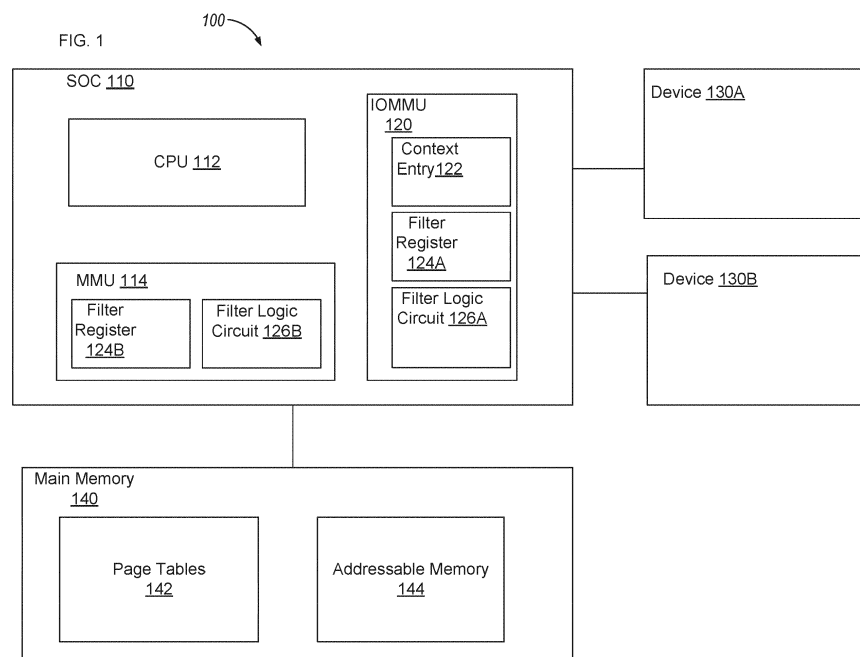 100
FIG. 1
SOC 110
CPU 112
IOMMU
120
Context
Entry122
Filter
Register
124A
Filter Logic
Circuit 126A
MMU 114
Filter
Register
124B
Filter Logic
Circuit 126B
Device 130A
Device 130B
Main Memory
140
Page Tables
142
Addressable Memory
144